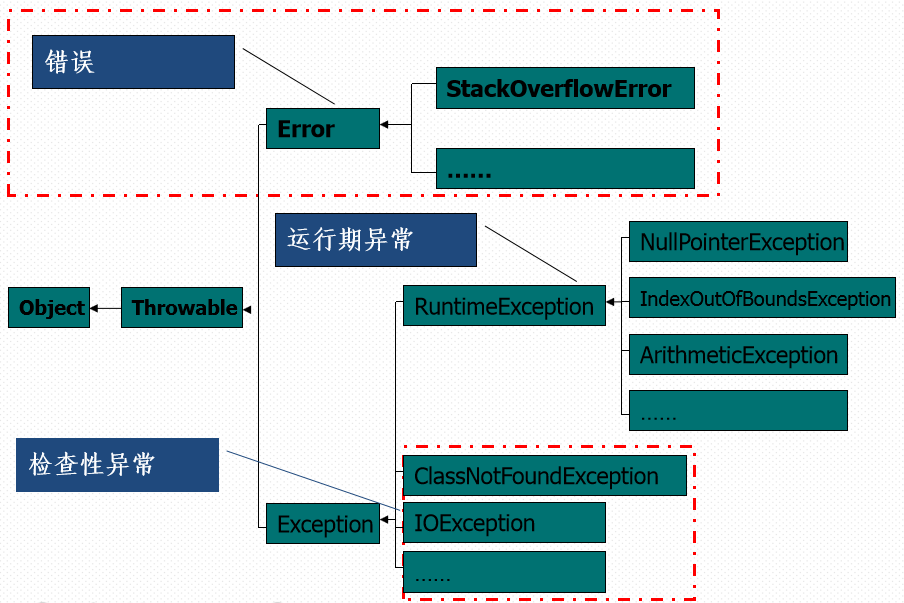 错误
StackOverflowError
Error
......
运行期异常
NullPointerException
IndexOutOfBoundsException
Object
Throwable
RuntimeException
ArithmeticException
......
检查性异常
ClassNotFoundException
Exception
IOException
......